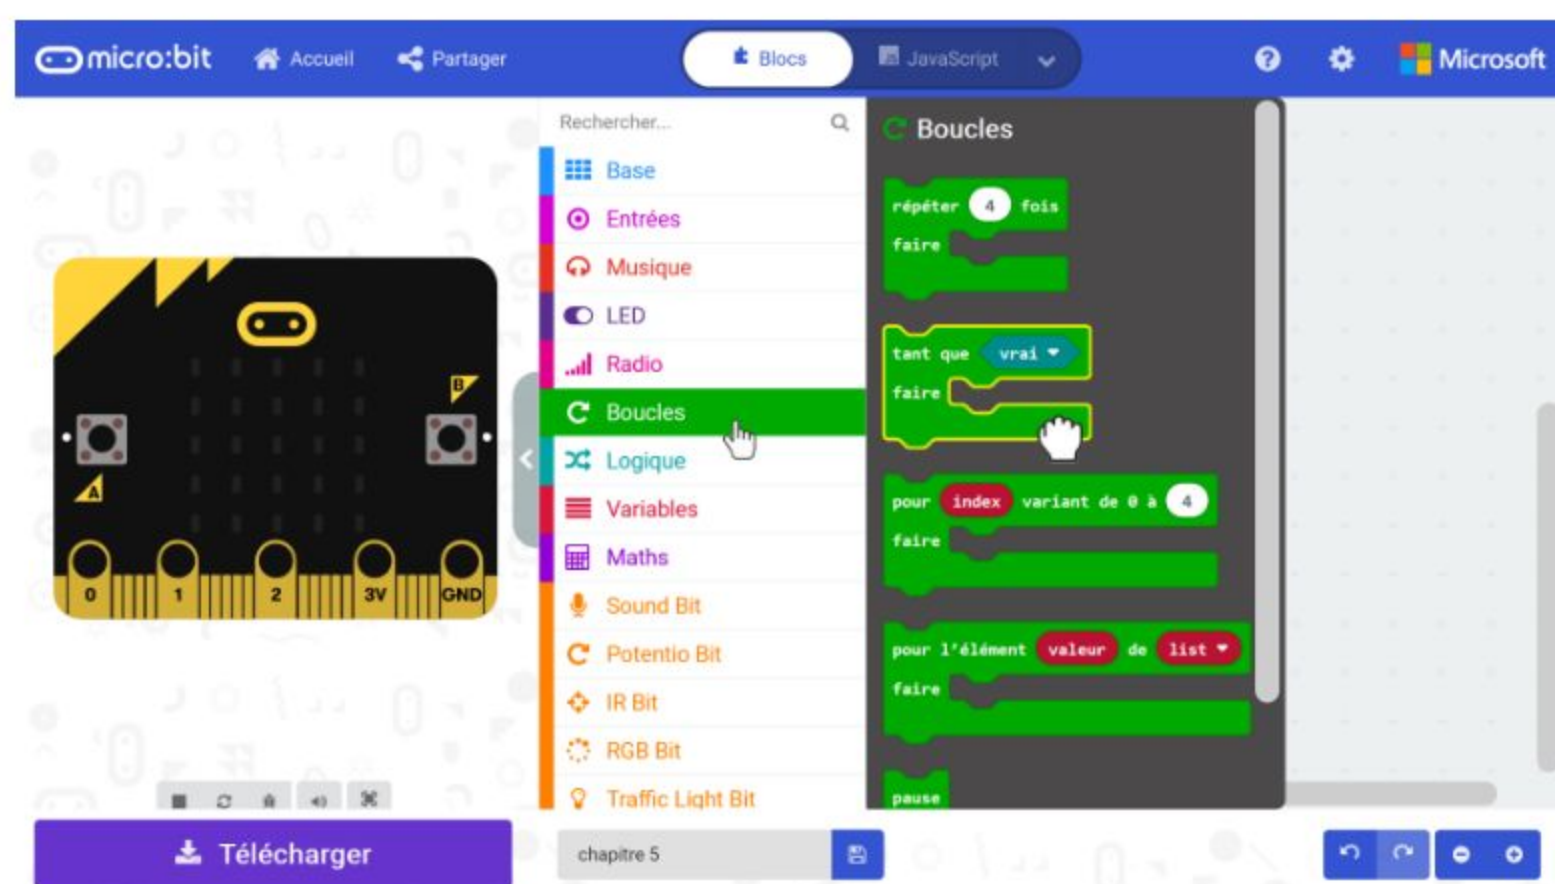 micro:bit Accueil Partager Blocs JavaScript Microsoft
Rechercher...
Base
Entrées
Musique
LED
Radio
Boucles
Logique
Variables
Maths
Sound Bit
Potentio Bit
IR Bit
RGB Bit
Traffic Light Bit
Boucles
répéter 4 fois
faire
tant que vrai
faire
pour index variant de 0 à 4
faire
pour l'élément valeur de list
faire
pause
B
A
0 1 2 3V GND
Télécharger
chapitre 5